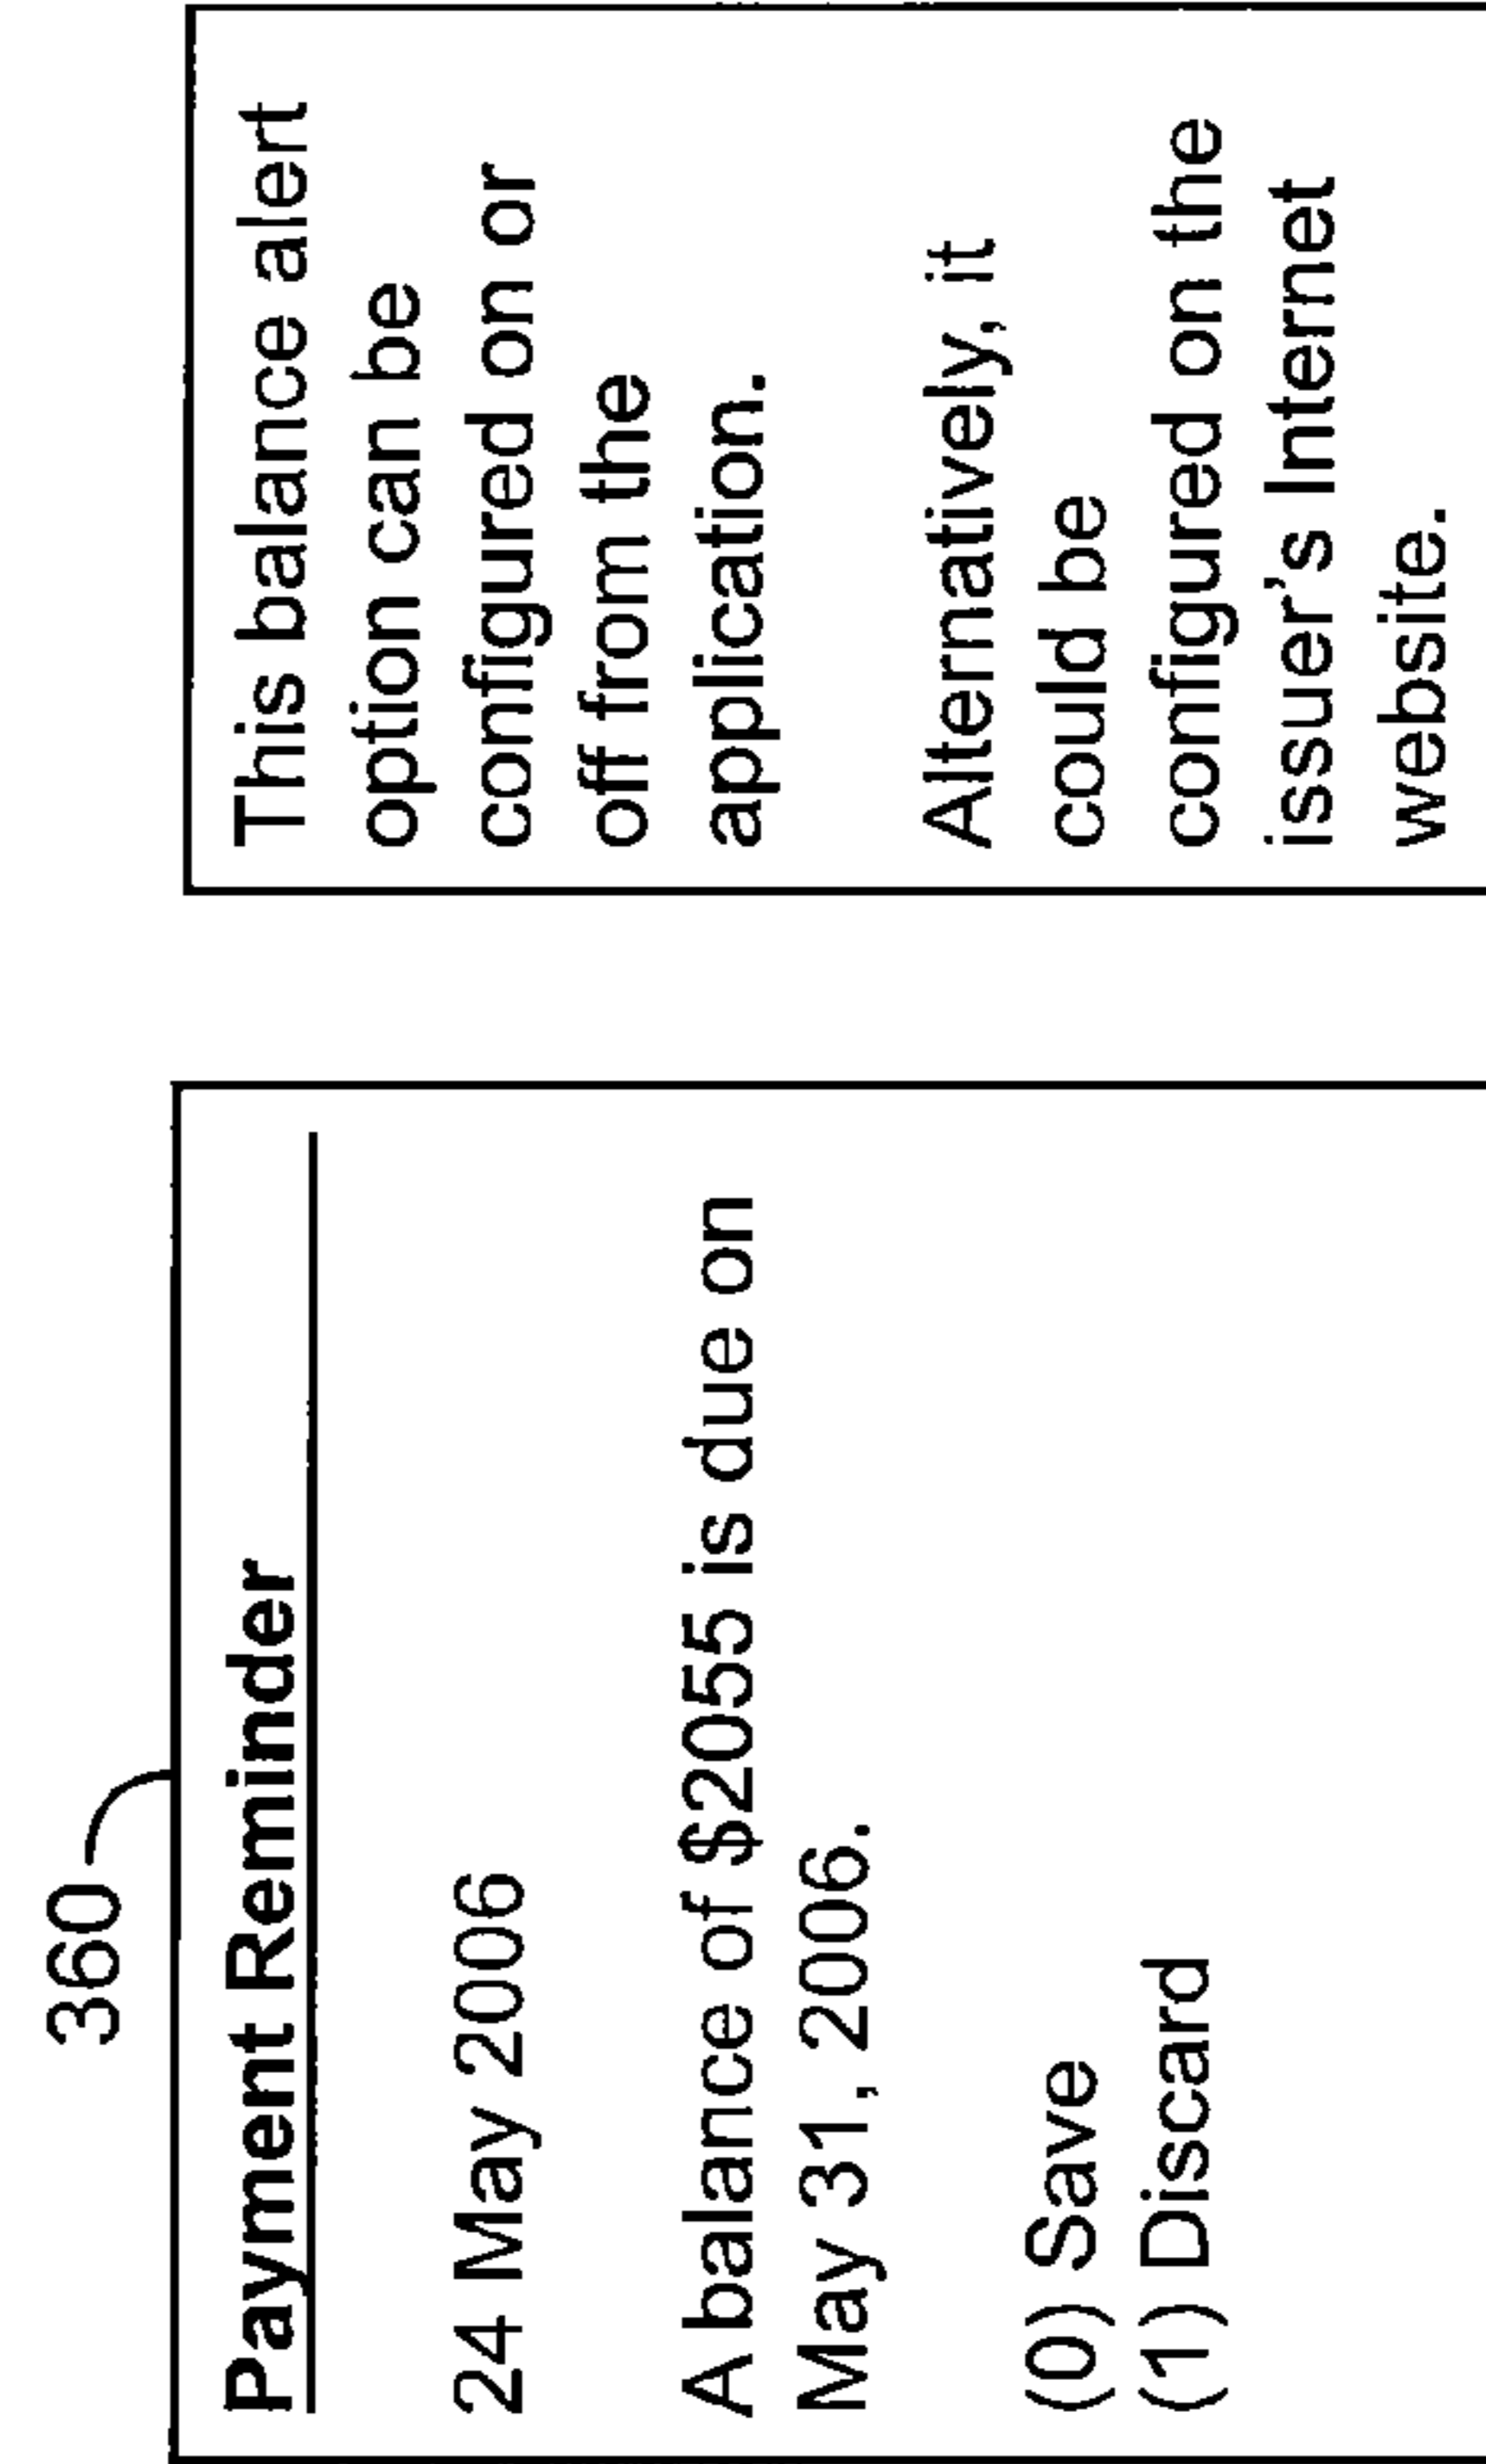 360
Payment Reminder
24 May 2006
A balance of $2055 is due on
May 31, 2006.
(0) Save
(1) Discard
This balance alert
option can be
configured on or
off from the
application.
Alternatively, it
could be
configured on the
issuer's Internet
website.